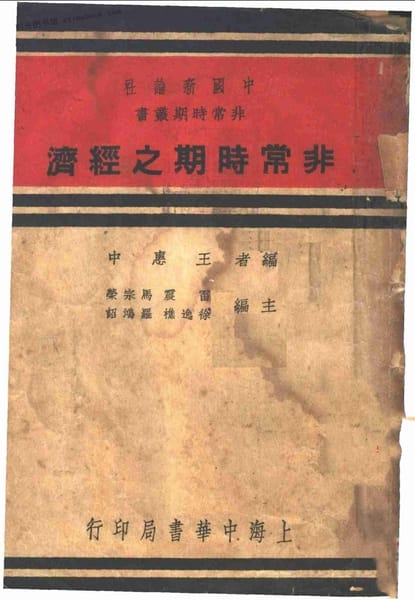 中國新論社
非常時期叢書
非常時期之經濟
編者 王惠中
主編 雷震 馬宗榮
徐逸樵 羅鴻詔
上海中華書局印行